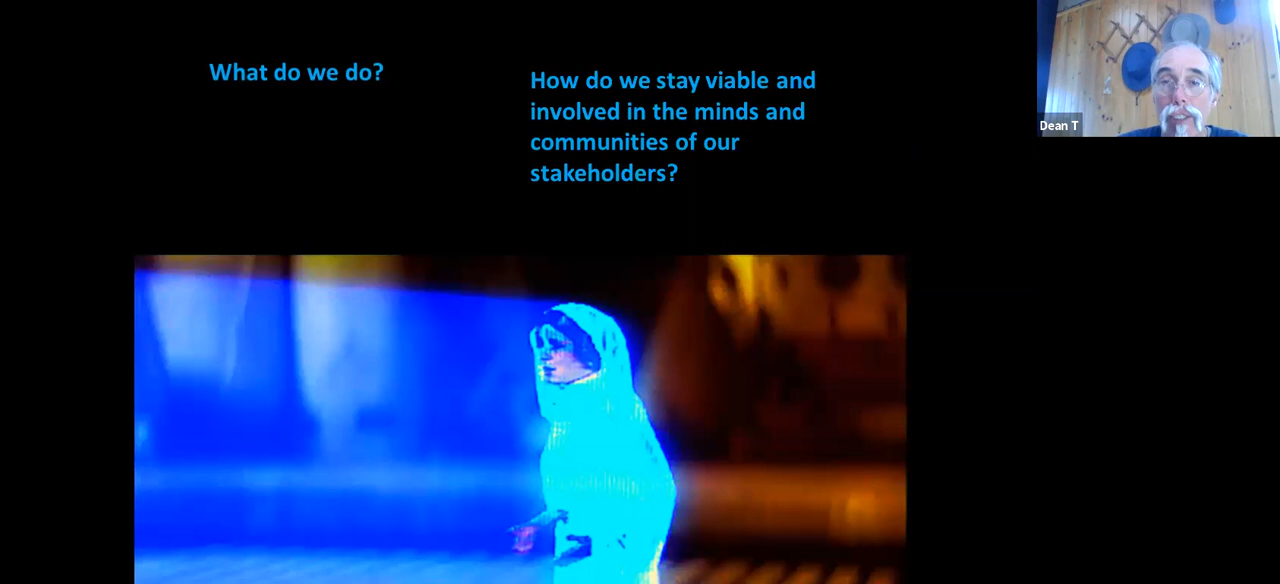 What do we do?
How do we stay viable and
involved in the minds and
communities of our
stakeholders?
Dean T